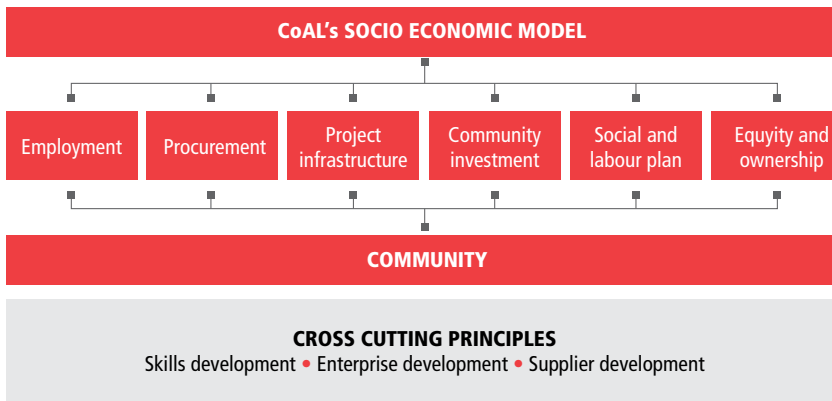 CoAL's SOCIO ECONOMIC MODEL
Employment
Procurement
Project
infrastructure
Community
investment
Social and
labour plan
Equyity and
ownership
COMMUNITY
CROSS CUTTING PRINCIPLES
Skills development • Enterprise development • Supplier development